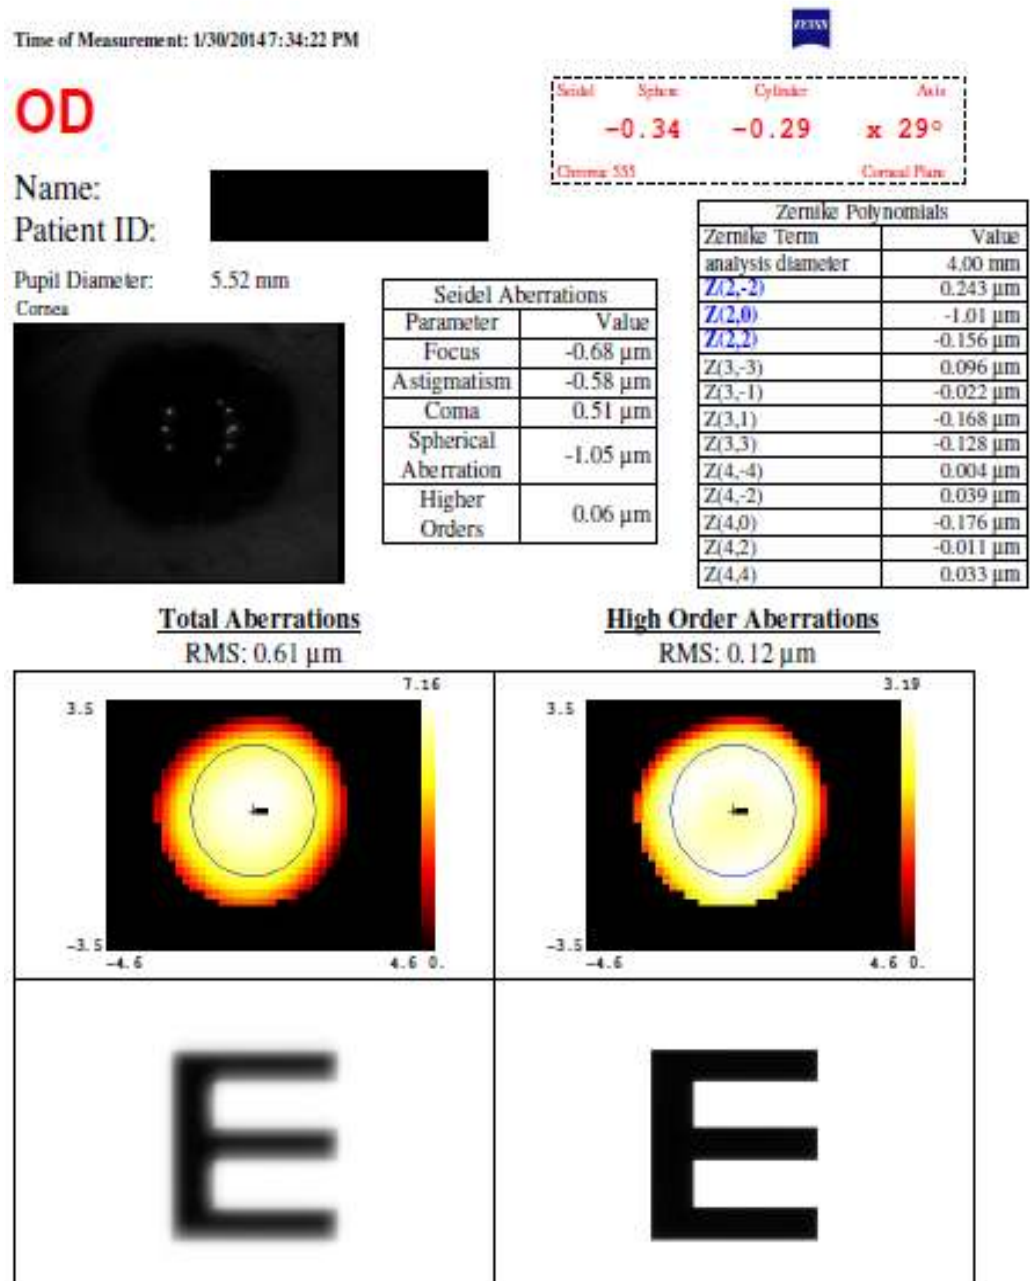 ZEISS
Time of Measurement: 1/30/2014 7:34:22 PM
OD
Seidel Sphere Cylinder Axis
-0.34 -0.29 x 29°
Chroma: 555 Corneal Plane
Name:
Patient ID:
Pupil Diameter: 5.52 mm
Cornea
Seidel Aberrations
Parameter Value
Focus -0.68 µm
Astigmatism -0.58 µm
Coma 0.51 µm
Spherical
Aberration -1.05 µm
Higher
Orders 0.06 µm
Zernike Polynomials
Zernike Term Value
analysis diameter 4.00 mm
Z(2,-2) 0.243 µm
Z(2,0) -1.01 µm
Z(2,2) -0.156 µm
Z(3,-3) 0.096 µm
Z(3,-1) -0.022 µm
Z(3,1) -0.168 µm
Z(3,3) -0.128 µm
Z(4,-4) 0.004 µm
Z(4,-2) 0.039 µm
Z(4,0) -0.176 µm
Z(4,2) -0.011 µm
Z(4,4) 0.033 µm
Total Aberrations
RMS: 0.61 µm
High Order Aberrations
RMS: 0.12 µm
7.16
3.5
-3.5
-4.6 4.6 0.
3.19
3.5
-3.5
-4.6 4.6 0.
E E